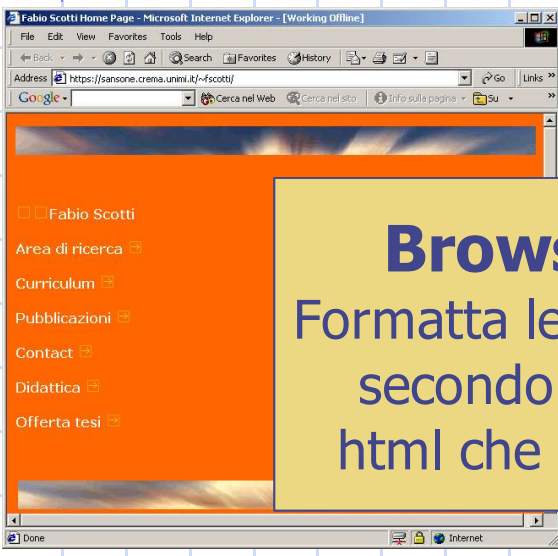 Fabio Scotti Home Page - Microsoft Internet Explorer - [Working Offline]
File Edit View Favorites Tools Help
Back Search Favorites History
Address https://sansone.crema.unimi.it/~fscotti/ Go Links »
Google Cerca nel Web Cerca nel sito Info sulla pagina Su »
Fabio Scotti
Area di ricerca
Curriculum
Pubblicazioni
Contact
Didattica
Offerta tesi
Brows
Formatta le
secondo
html che
Done Internet